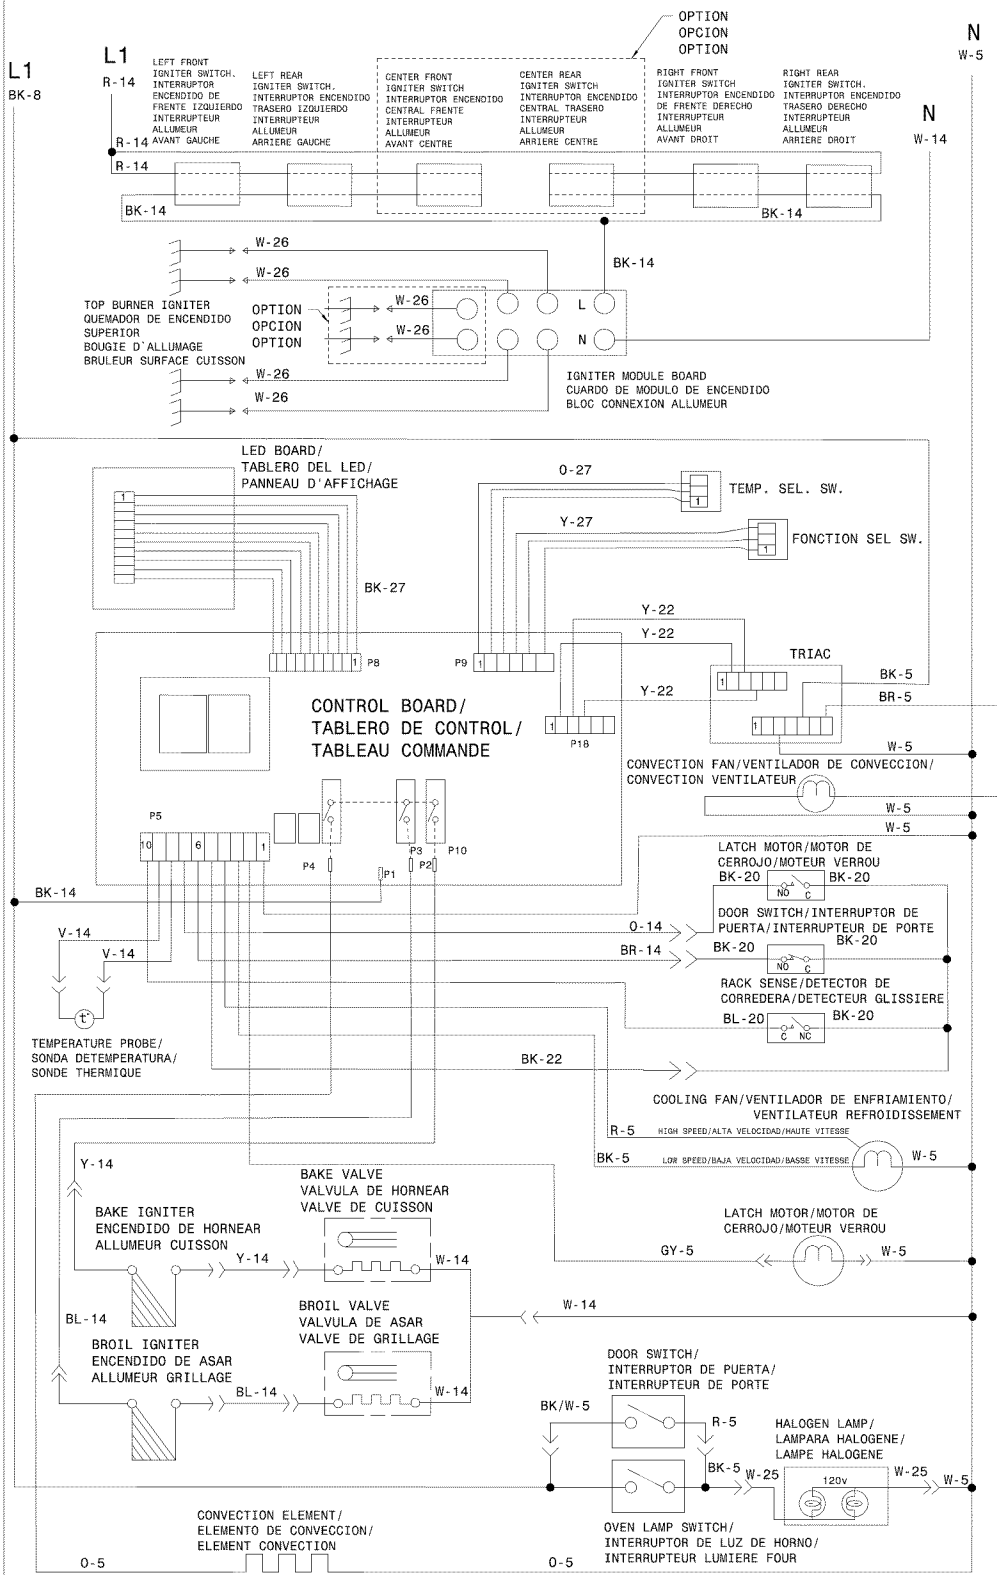 OPTION
OPCION
OPTION
N
W-5
L1
BK-8
L1
R-14
LEFT FRONT
IGNITER SWITCH.
INTERRUPTOR
ENCENDIDO DE
FRENTE IZQUIERDO
INTERRUPTEUR
ALLUMEUR
AVANT GAUCHE
LEFT REAR
IGNITER SWITCH.
INTERRUPTOR ENCENDIDO
TRASERO IZQUIERDO
INTERRUPTEUR
ALLUMEUR
ARRIERE GAUCHE
CENTER FRONT
IGNITER SWITCH
INTERRUPTOR ENCENDIDO
CENTRAL FRENTE
INTERRUPTEUR
ALLUMEUR
AVANT CENTRE
CENTER REAR
IGNITER SWITCH
INTERRUPTOR ENCENDIDO
CENTRAL TRASERO
INTERRUPTEUR
ALLUMEUR
ARRIERE CENTRE
RIGHT FRONT
IGNITER SWITCH
INTERRUPTOR ENCENDIDO
DE FRENTE DERECHO
INTERRUPTEUR
ALLUMEUR
AVANT DROIT
RIGHT REAR
IGNITER SWITCH.
INTERRUPTOR ENCENDIDO
TRASERO DERECHO
INTERRUPTEUR
ALLUMEUR
ARRIERE DROIT
N
W-14
R-14
R-14
BK-14
BK-14
BK-14
W-26
W-26
W-26
W-26
W-26
W-26
TOP BURNER IGNITER
QUEMADOR DE ENCENDIDO
SUPERIOR
BOUGIE D'ALLUMAGE
BRULEUR SURFACE CUISSON
OPTION
OPCION
OPTION
L
N
IGNITER MODULE BOARD
CUARDO DE MODULO DE ENCENDIDO
BLOC CONNEXION ALLUMEUR
LED BOARD/
TABLERO DEL LED/
PANNEAU D'AFFICHAGE
1
BK-27
O-27
1
TEMP. SEL. SW.
Y-27
1
FONCTION SEL SW.
Y-22
Y-22
Y-22
1
P8
P9
1
TRIAC
1
1
BK-5
BR-5
W-5
CONTROL BOARD/
TABLERO DE CONTROL/
TABLEAU COMMANDE
1
P18
CONVECTION FAN/VENTILADOR DE CONVECCION/
CONVECTION VENTILATEUR
W-5
W-5
P5
10
6
1
P4
P1
P3
P2
P10
BK-14
LATCH MOTOR/MOTOR DE
CERROJO/MOTEUR VERROU
BK-20
BK-20
NO
C
O-14
DOOR SWITCH/INTERRUPTOR DE
PUERTA/INTERRUPTEUR DE PORTE
BR-14
BK-20
BK-20
NO
C
RACK SENSE/DETECTOR DE
CORREDERA/DETECTEUR GLISSIERE
BL-20
BK-20
C
NC
V-14
V-14
t°
TEMPERATURE PROBE/
SONDA DETEMPERATURA/
SONDE THERMIQUE
BK-22
COOLING FAN/VENTILADOR DE ENFRIAMIENTO/
VENTILATEUR REFROIDISSEMENT
R-5
HIGH SPEED/ALTA VELOCIDAD/HAUTE VITESSE
BK-5
LOW SPEED/BAJA VELOCIDAD/BASSE VITESSE
W-5
Y-14
BAKE IGNITER
ENCENDIDO DE HORNEAR
ALLUMEUR CUISSON
Y-14
BAKE VALVE
VALVULA DE HORNEAR
VALVE DE CUISSON
W-14
LATCH MOTOR/MOTOR DE
CERROJO/MOTEUR VERROU
GY-5
W-5
BL-14
BROIL IGNITER
ENCENDIDO DE ASAR
ALLUMEUR GRILLAGE
BL-14
BROIL VALVE
VALVULA DE ASAR
VALVE DE GRILLAGE
W-14
W-14
DOOR SWITCH/
INTERRUPTOR DE PUERTA/
INTERRUPTEUR DE PORTE
BK/W-5
R-5
HALOGEN LAMP/
LAMPARA HALOGENE/
LAMPE HALOGENE
BK-5
W-25
120v
W-25
W-5
OVEN LAMP SWITCH/
INTERRUPTOR DE LUZ DE HORNO/
INTERRUPTEUR LUMIERE FOUR
CONVECTION ELEMENT/
ELEMENTO DE CONVECCION/
ELEMENT CONVECTION
O-5
O-5